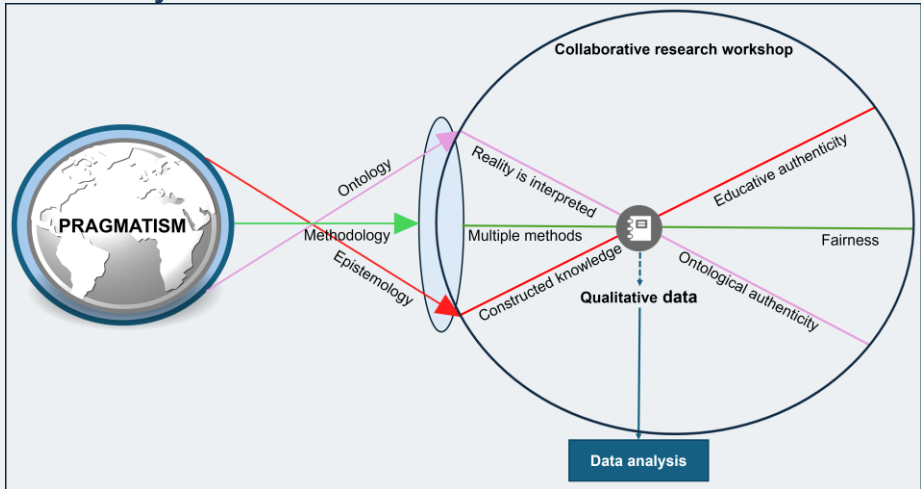 Collaborative research workshop
PRAGMATISM
Ontology
Methodology
Epistemology
Reality is interpreted
Multiple methods
Constructed knowledge
Educative authenticity
Fairness
Ontological authenticity
Qualitative data
Data analysis